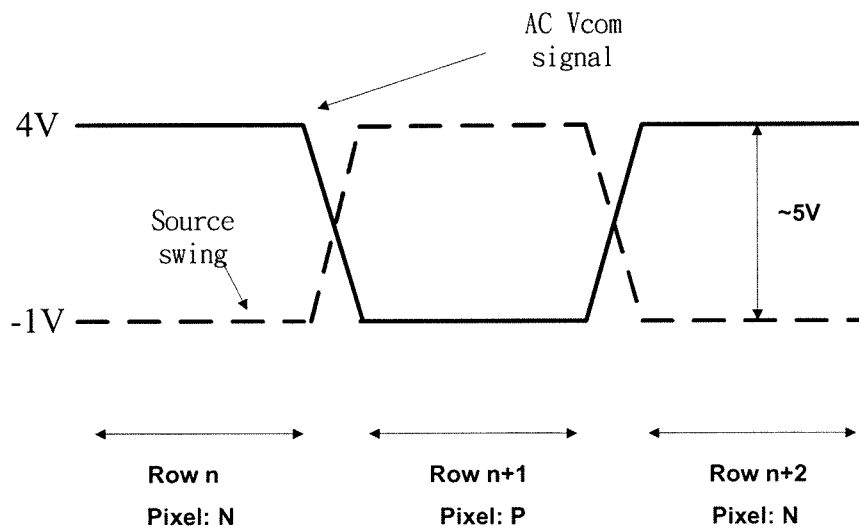 AC Vcom
signal
4V
Source
swing
~5V
-1V
Row n
Row n+1
Row n+2
Pixel: N
Pixel: P
Pixel: N